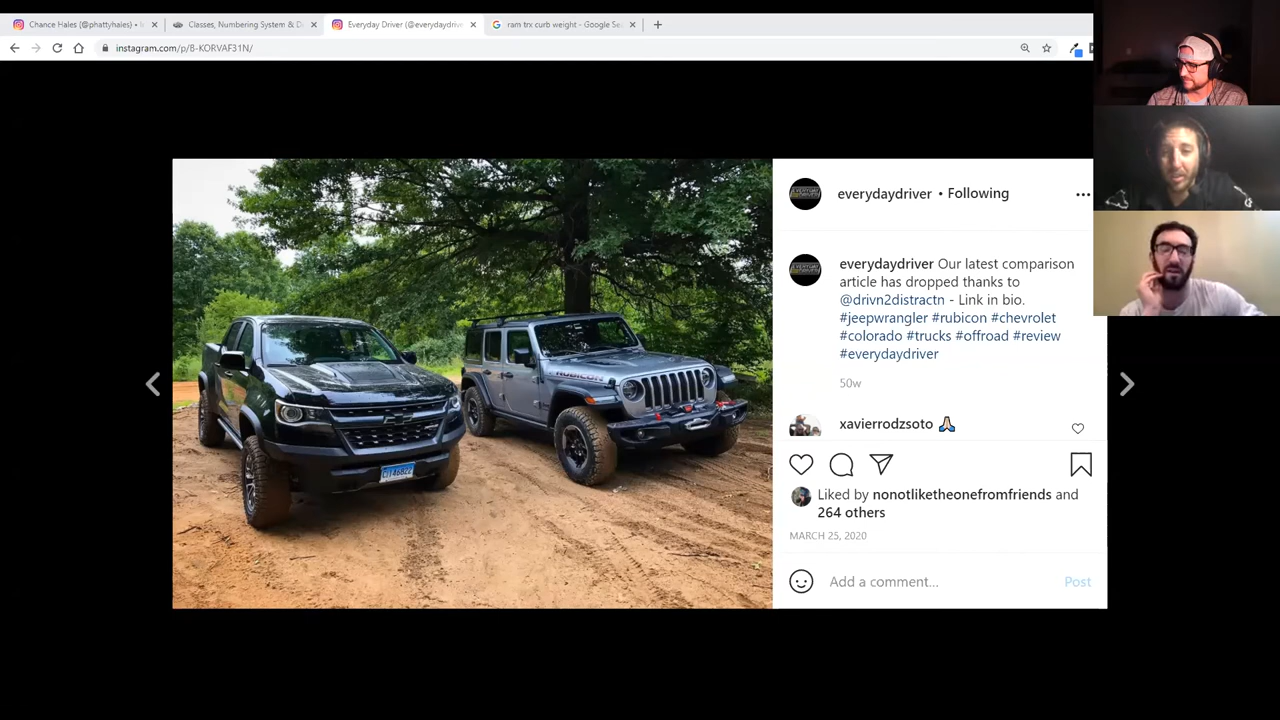 Chance Hales (@phattyhales) • I
Classes, Numbering System & D
Everyday Driver (@everydaydrive
ram trx curb weight - Google Se
instagram.com/p/B-KORVAF31N/
everydaydriver • Following
everydaydriver Our latest comparison
article has dropped thanks to
@drivn2distractn - Link in bio.
#jeepwrangler #rubicon #chevrolet
#colorado #trucks #offroad #review
#everydaydriver
50w
xavierrodzsoto 🙏🏻
Liked by nonotliketheonefromfriends and
264 others
MARCH 25, 2020
Add a comment...
Post
RUBICON